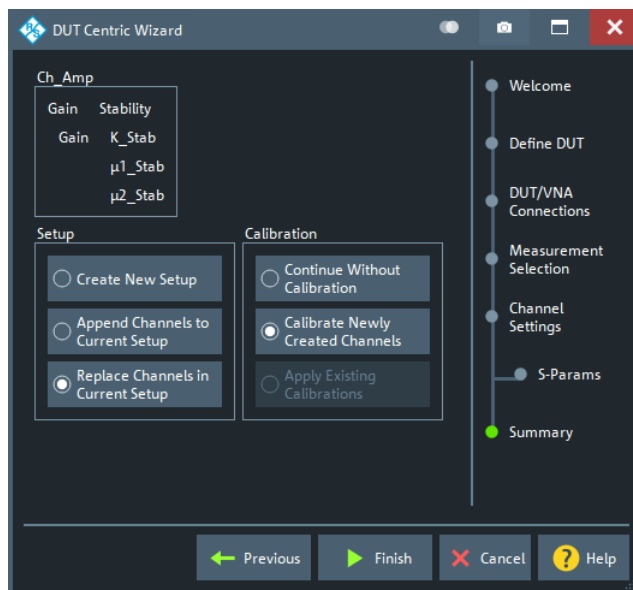 DUT Centric Wizard
Ch_Amp
Gain Stability
Gain K_Stab
µ1_Stab
µ2_Stab
Setup
Create New Setup
Append Channels to
Current Setup
Replace Channels in
Current Setup
Calibration
Continue Without
Calibration
Calibrate Newly
Created Channels
Apply Existing
Calibrations
Welcome
Define DUT
DUT/VNA
Connections
Measurement
Selection
Channel
Settings
S-Params
Summary
Previous
Finish
Cancel
? Help